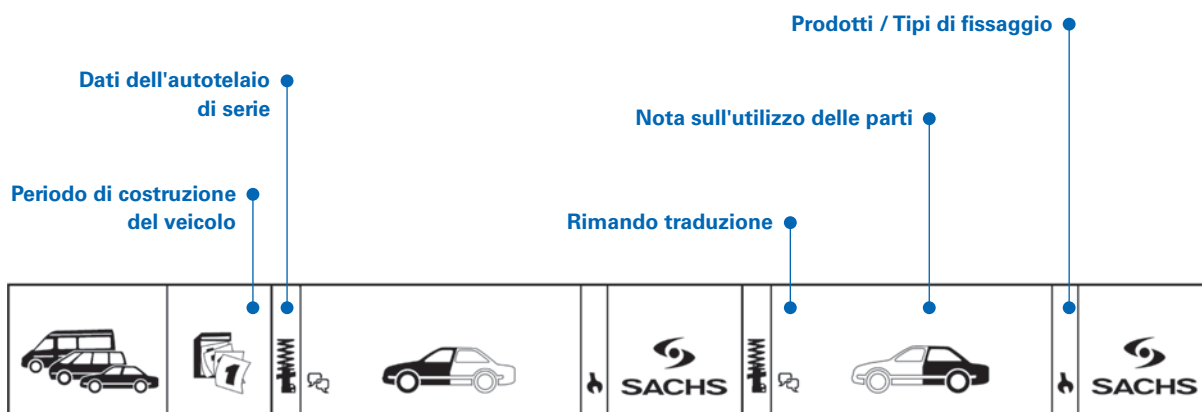 Prodotti / Tipi di fissaggio
Dati dell'autotelaio
di serie
Nota sull'utilizzo delle parti
Periodo di costruzione
del veicolo
Rimando traduzione
1
SACHS
SACHS